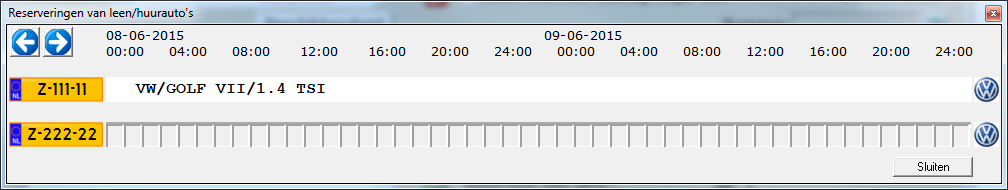 Reserveringen van leen/huurauto's
08-06-2015 09-06-2015
00:00 04:00 08:00 12:00 16:00 20:00 24:00 00:00 04:00 08:00 12:00 16:00 20:00 24:00
NL Z-111-11 VW/GOLF VII/1.4 TSI
NL Z-222-22
Sluiten